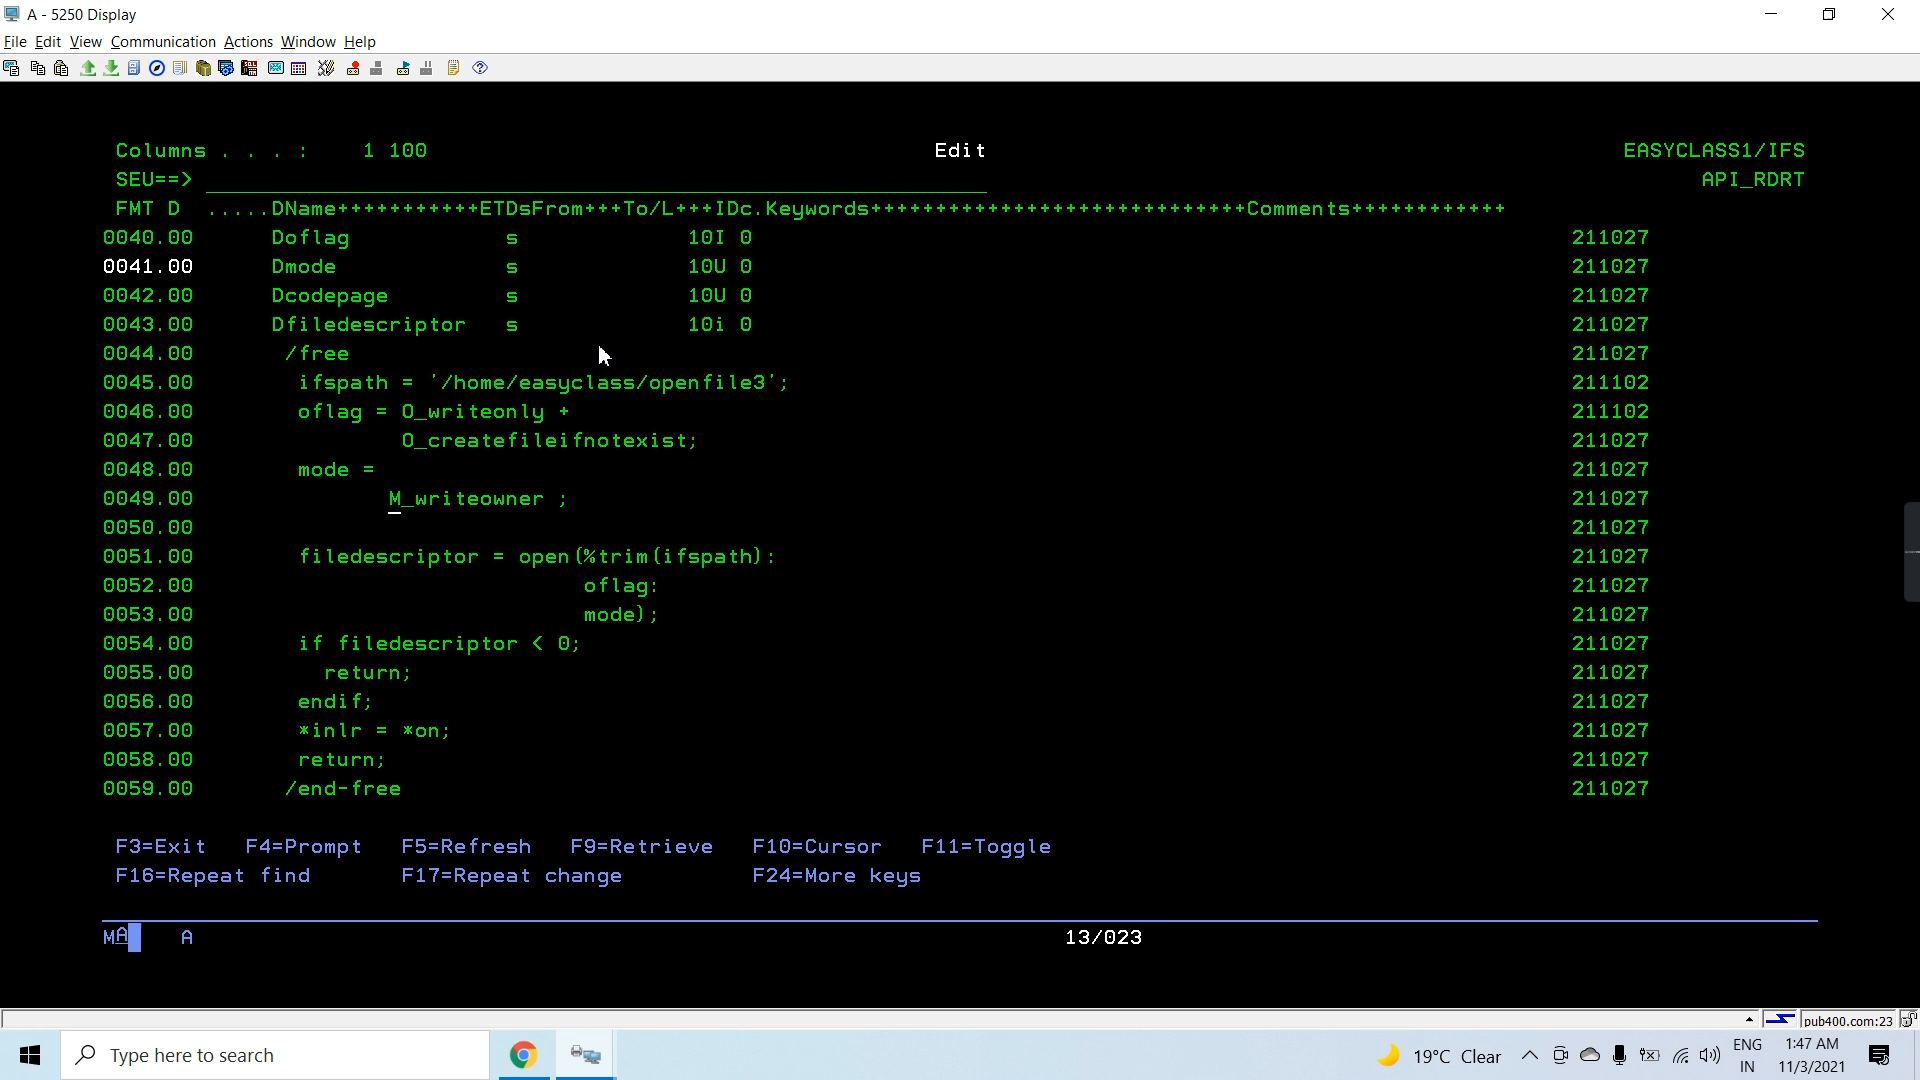 A - 5250 Display
File Edit View Communication Actions Window Help
Columns . . . :    1 100                    Edit                    EASYCLASS1/IFS
SEU==>                    API_RDRT
FMT D  .....DName+++++++++++ETDsFrom+++To/L+++IDc.Keywords+++++++++++++++++++++++++++++Comments++++++++++++
0040.00      Doflag            s             10I 0                    211027
0041.00      Dmode             s             10U 0                    211027
0042.00      Dcodepage         s             10U 0                    211027
0043.00      Dfiledescriptor   s             10i 0                    211027
0044.00       /free                    211027
0045.00        ifspath = '/home/easyclass/openfile3';                    211102
0046.00        oflag = O_writeonly +                    211102
0047.00                O_createfileifnotexist;                    211027
0048.00        mode =                    211027
0049.00               M_writeowner ;                    211027
0050.00                    211027
0051.00        filedescriptor = open(%trim(ifspath):                    211027
0052.00                              oflag:                    211027
0053.00                              mode);                    211027
0054.00        if filedescriptor < 0;                    211027
0055.00          return;                    211027
0056.00        endif;                    211027
0057.00        *inlr = *on;                    211027
0058.00        return;                    211027
0059.00       /end-free                    211027
F3=Exit   F4=Prompt   F5=Refresh   F9=Retrieve   F10=Cursor   F11=Toggle
F16=Repeat find       F17=Repeat change          F24=More keys
MA    A                    13/023
pub400.com:23
Type here to search
19°C Clear
ENG
IN
1:47 AM
11/3/2021